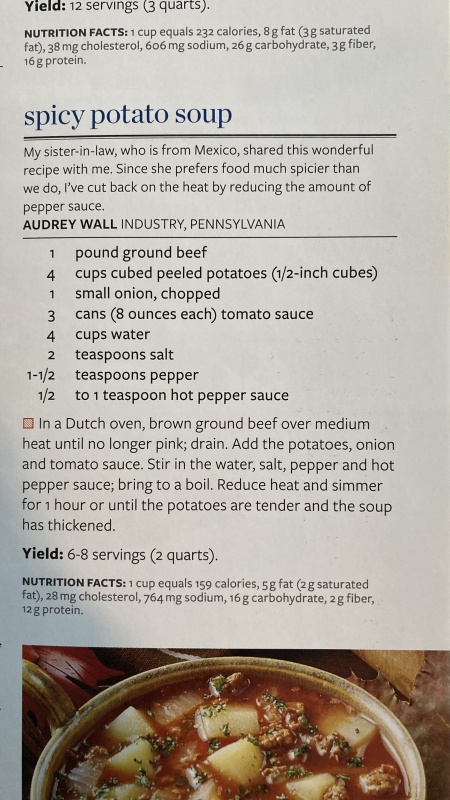 Yield: 12 servings (3 quarts).
NUTRITION FACTS: 1 cup equals 232 calories, 8 g fat (3 g saturated
fat), 38 mg cholesterol, 606 mg sodium, 26 g carbohydrate, 3 g fiber,
16 g protein.
spicy potato soup
My sister-in-law, who is from Mexico, shared this wonderful
recipe with me. Since she prefers food much spicier than
we do, I've cut back on the heat by reducing the amount of
pepper sauce.
AUDREY WALL INDUSTRY, PENNSYLVANIA
1 pound ground beef
4 cups cubed peeled potatoes (1/2-inch cubes)
1 small onion, chopped
3 cans (8 ounces each) tomato sauce
4 cups water
2 teaspoons salt
1-1/2 teaspoons pepper
1/2 to 1 teaspoon hot pepper sauce
In a Dutch oven, brown ground beef over medium
heat until no longer pink; drain. Add the potatoes, onion
and tomato sauce. Stir in the water, salt, pepper and hot
pepper sauce; bring to a boil. Reduce heat and simmer
for 1 hour or until the potatoes are tender and the soup
has thickened.
Yield: 6-8 servings (2 quarts).
NUTRITION FACTS: 1 cup equals 159 calories, 5 g fat (2 g saturated
fat), 28 mg cholesterol, 764 mg sodium, 16 g carbohydrate, 2 g fiber,
12 g protein.